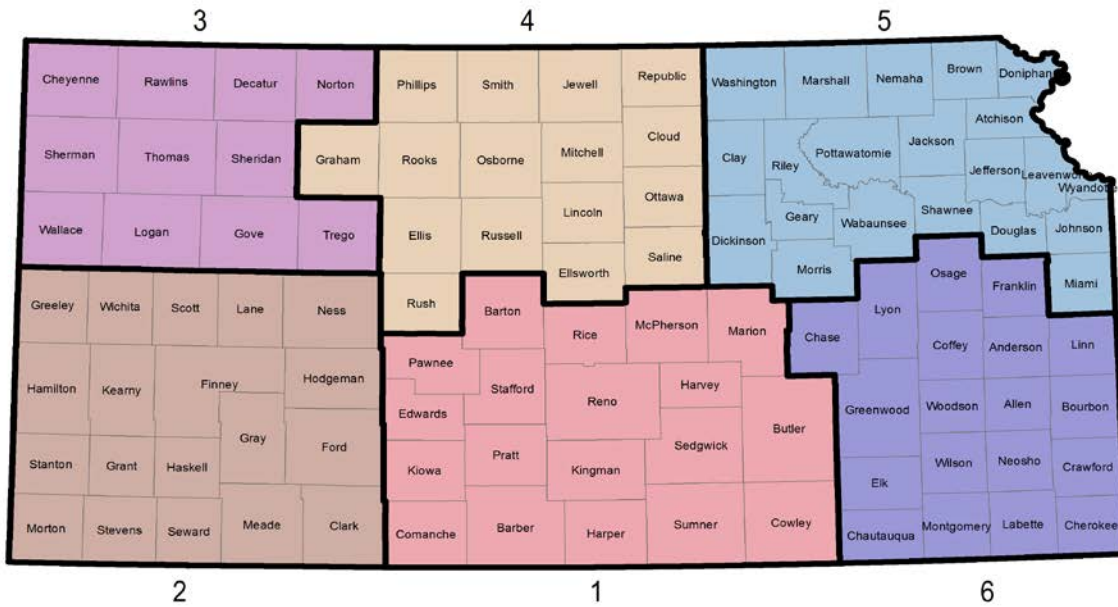 3 4 5
Cheyenne Rawlins Decatur Norton Phillips Smith Jewell Republic Washington Marshall Nemaha Brown Doniphan
Sherman Thomas Sheridan Graham Rooks Osborne Mitchell Cloud Clay Riley Pottawatomie Jackson Atchison
Jefferson Leavenworth Wyandotte
Wallace Logan Gove Trego Ellis Russell Lincoln Ottawa Dickinson Geary Wabaunsee Shawnee Douglas Johnson
Ellsworth Saline Morris Miami
Greeley Wichita Scott Lane Ness Rush Barton Rice McPherson Marion Chase Lyon Osage Franklin
Hamilton Kearny Finney Hodgeman Pawnee Stafford Reno Harvey Coffey Anderson Linn
Gray Edwards Butler Greenwood Woodson Allen Bourbon
Stanton Grant Haskell Ford Kiowa Pratt Kingman Sedgwick Elk Wilson Neosho Crawford
Morton Stevens Seward Meade Clark Comanche Barber Harper Sumner Cowley Chautauqua Montgomery Labette Cherokee
2 1 6